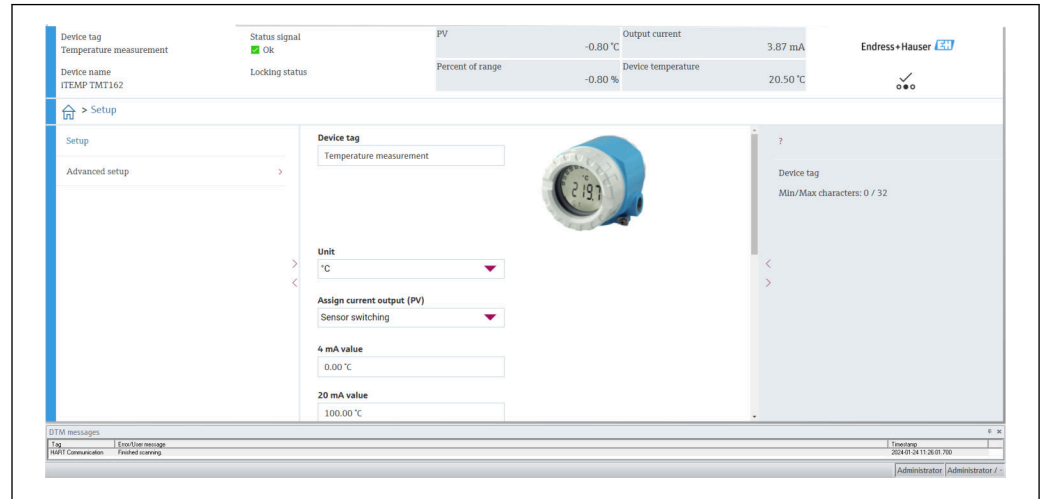 Device tag
Temperature measurement
Status signal
Ok
PV
-0.80 °C
Output current
3.87 mA
Endress+Hauser EH
Device name
iTEMP TMT162
Locking status
Percent of range
-0.80 %
Device temperature
20.50 °C
> Setup
Setup
Advanced setup >
Device tag
Temperature measurement
°C
219.7
Unit
°C
Assign current output (PV)
Sensor switching
4 mA value
0.00 °C
20 mA value
100.00 °C
?
Device tag
Min/Max characters: 0 / 32
DTM messages
Tag Error/User message Timestamp
HART Communication Finished scanning. 2024-01-24 11:26:01.700
Administrator Administrator / -